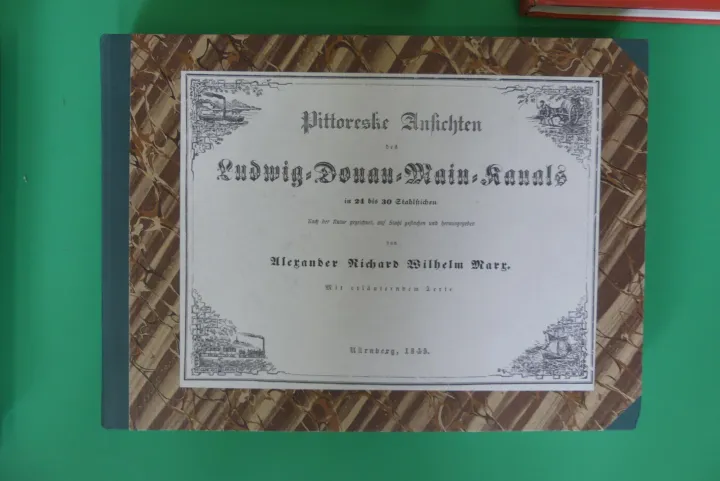 Pittoreske Ansichten
des
Ludwig-Donau-Main-Kanals
in 24 bis 30 Stahlstichen
Nach der Natur gezeichnet, auf Stahl gestochen und herausgegeben
von
Alexander Richard Wilhelm Marx.
Mit erläuterndem Texte
Nürnberg,